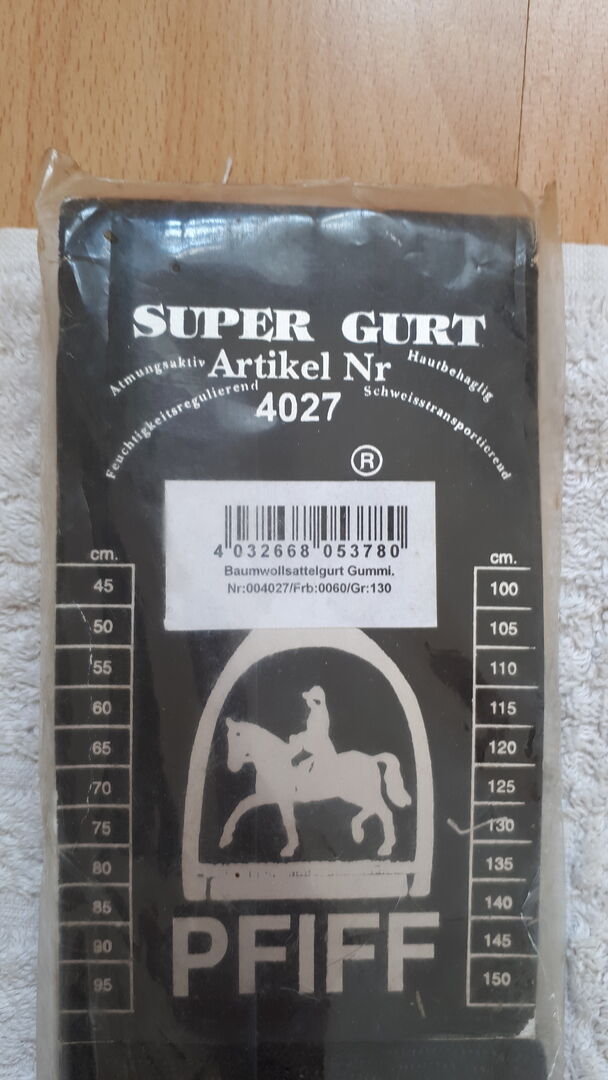 SUPER GURT
Atmungsaktiv Artikel Nr Hautbehaglig
Feuchtigkeitsregulierend 4027 Schweisstransportierend
®
4 032668 053780
Baumwollsattelgurt Gummi.
Nr:004027/Frb:0060/Gr:130
cm.
45
50
55
60
65
70
75
80
85
90
95
cm.
100
105
110
115
120
125
130
135
140
145
150
PFIFF